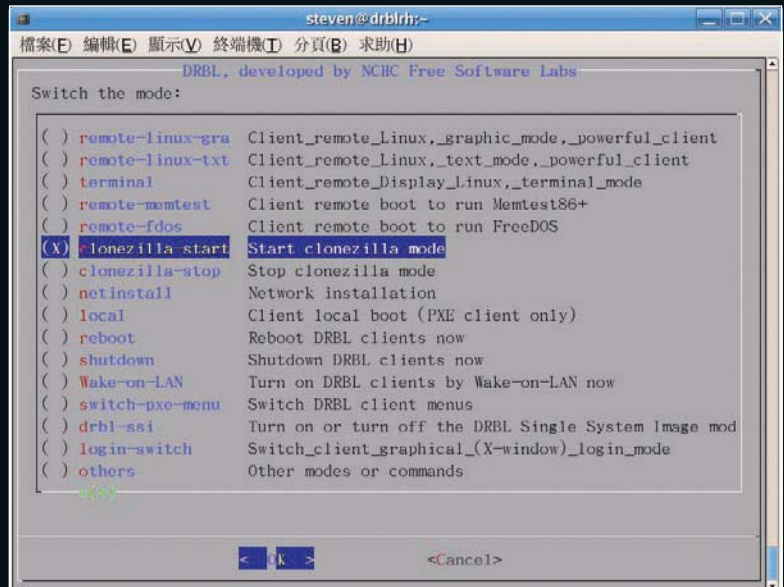 steven@drblrh:~
檔案(F) 編輯(E) 顯示(V) 終端機(T) 分頁(B) 求助(H)
DRBL, developed by NCHC Free Software Labs
Switch the mode:
( ) remote-linux-gra Client_remote_Linux,_graphic_mode,_powerful_client
( ) remote-linux-txt Client_remote_Linux,_text_mode,_powerful_client
( ) terminal Client_remote_Display_Linux,_terminal_mode
( ) remote-memtest Client remote boot to run Memtest86+
( ) remote-fdos Client remote boot to run FreeDOS
(X) clonezilla-start Start clonezilla mode
( ) clonezilla-stop Stop clonezilla mode
( ) netinstall Network installation
( ) local Client local boot (PXE client only)
( ) reboot Reboot DRBL clients now
( ) shutdown Shutdown DRBL clients now
( ) Wake-on-LAN Turn on DRBL clients by Wake-on-LAN now
( ) switch-pxe-menu Switch DRBL client menus
( ) drbl-ssi Turn on or turn off the DRBL Single System Image mod
( ) login-switch Switch_client_graphical_(X-window)_login_mode
( ) others Other modes or commands
< OK > <Cancel>